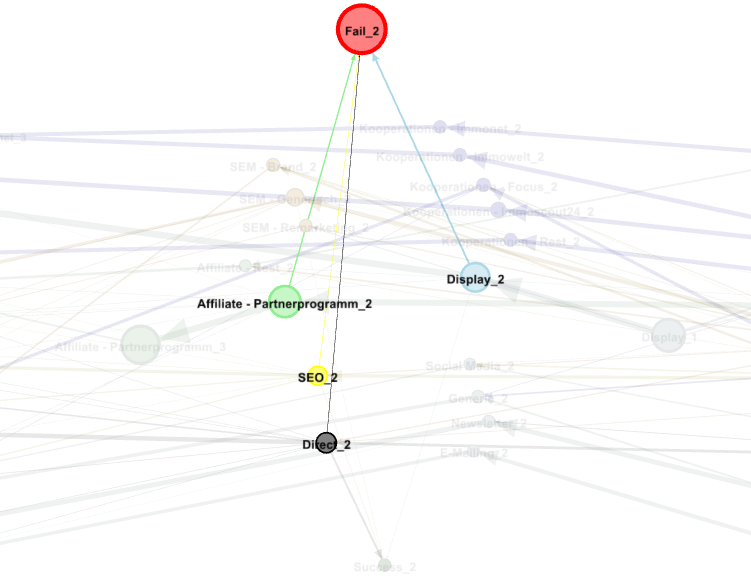 Fail_2
Kooperationen - Immonet_2
Kooperationen - Immowelt_2
SEM - Brand_2
Kooperationen - Focus_2
SEM - Generisch_2
Kooperationen - Immoscout24_2
SEM - Remarketing_2
Kooperationen - Rest_2
Affiliate - Rest_2
Display_2
Affiliate - Partnerprogramm_2
Display_1
Affiliate - Partnerprogramm_3
Social Media_2
SEO_2
Generic_2
Newsletter_2
Direct_2
E-Mailing_2
Success_2